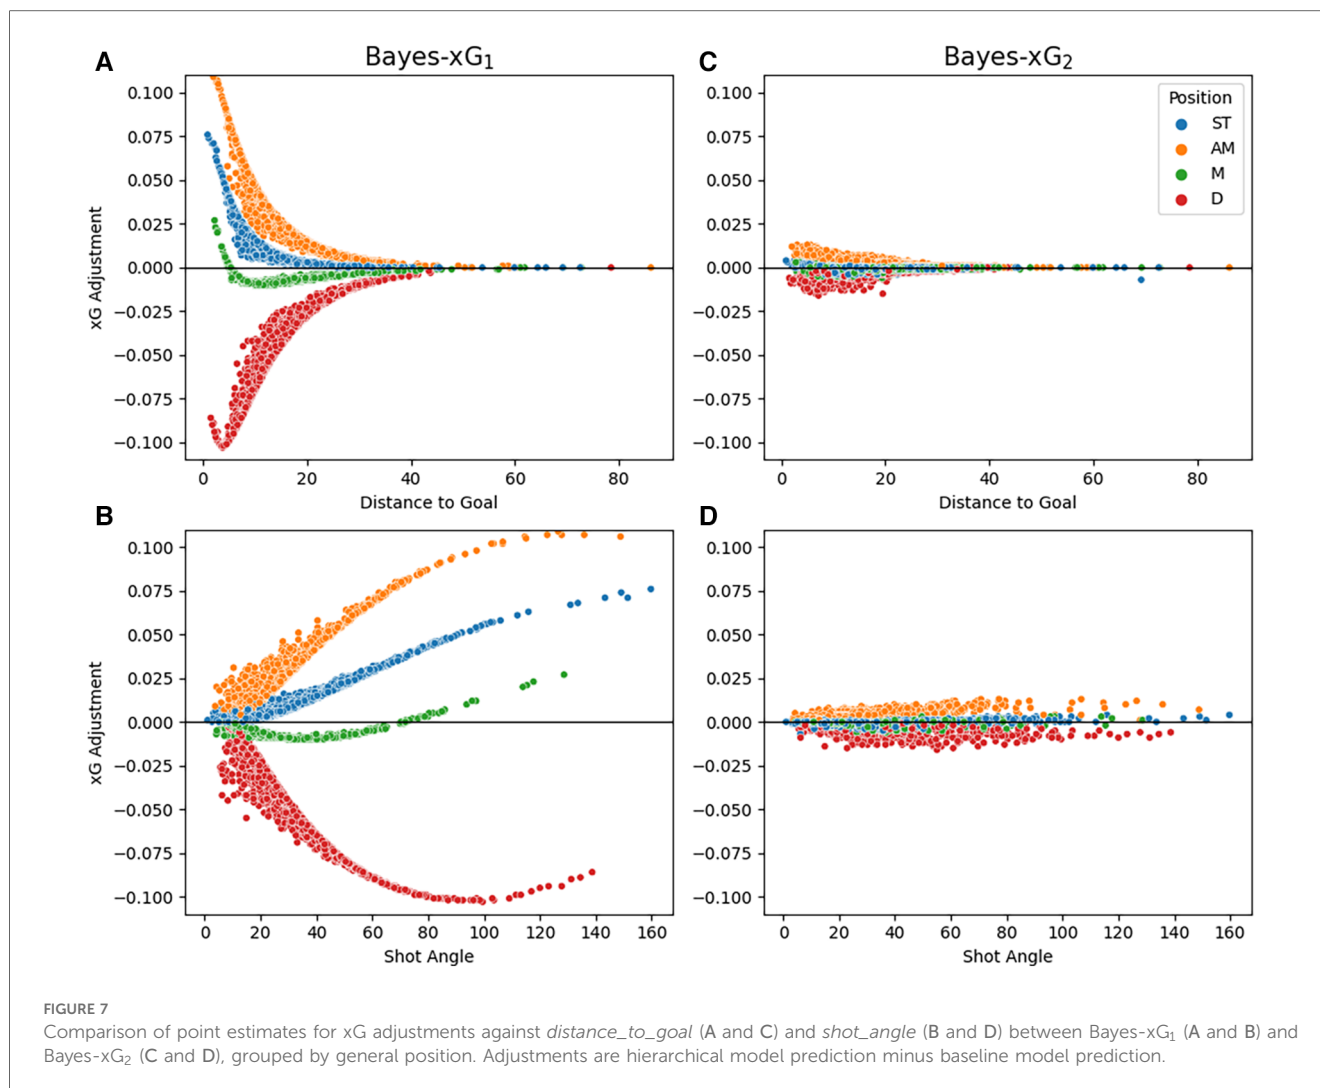 A
Bayes-xG1
0.100
0.075
0.050
0.025
0.000
−0.025
−0.050
−0.075
−0.100
xG Adjustment
0 20 40 60 80
Distance to Goal
C
Bayes-xG2
Position
ST
AM
M
D
0.100
0.075
0.050
0.025
0.000
−0.025
−0.050
−0.075
−0.100
0 20 40 60 80
Distance to Goal
B
0.100
0.075
0.050
0.025
0.000
−0.025
−0.050
−0.075
−0.100
xG Adjustment
0 20 40 60 80 100 120 140 160
Shot Angle
D
0.100
0.075
0.050
0.025
0.000
−0.025
−0.050
−0.075
−0.100
0 20 40 60 80 100 120 140 160
Shot Angle
FIGURE 7
Comparison of point estimates for xG adjustments against distance_to_goal (A and C) and shot_angle (B and D) between Bayes-xG1 (A and B) and
Bayes-xG2 (C and D), grouped by general position. Adjustments are hierarchical model prediction minus baseline model prediction.